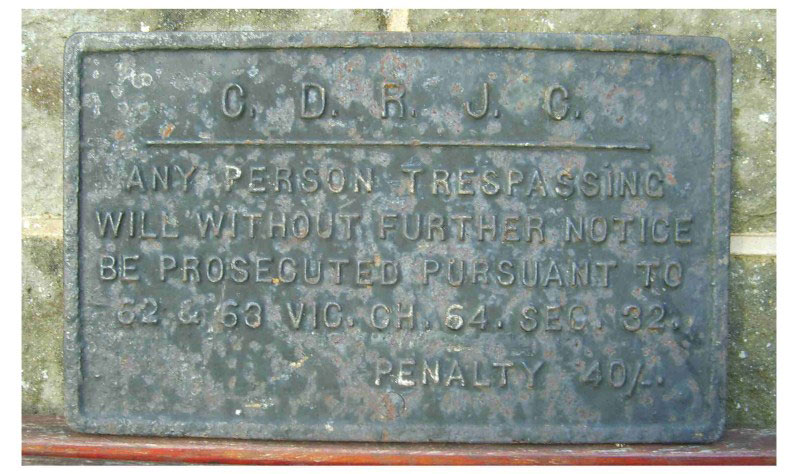 C. D. R. J. C.
ANY PERSON TRESPASSING
WILL WITHOUT FURTHER NOTICE
BE PROSECUTED PURSUANT TO
62 & 63 VIC. CH. 64. SEC. 32.
PENALTY 40/-.